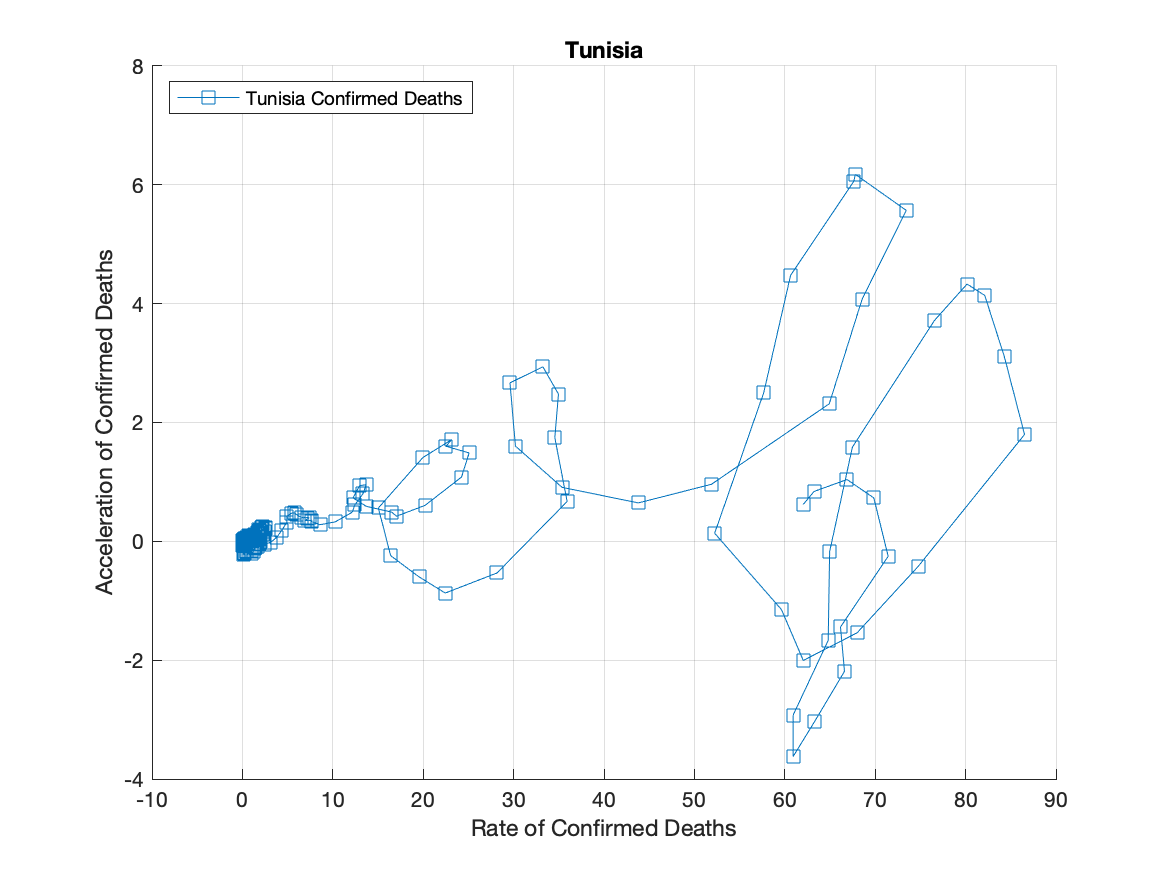 Tunisia
Tunisia Confirmed Deaths
Acceleration of Confirmed Deaths
8
6
4
2
0
-2
-4
-10 0 10 20 30 40 50 60 70 80 90
Rate of Confirmed Deaths